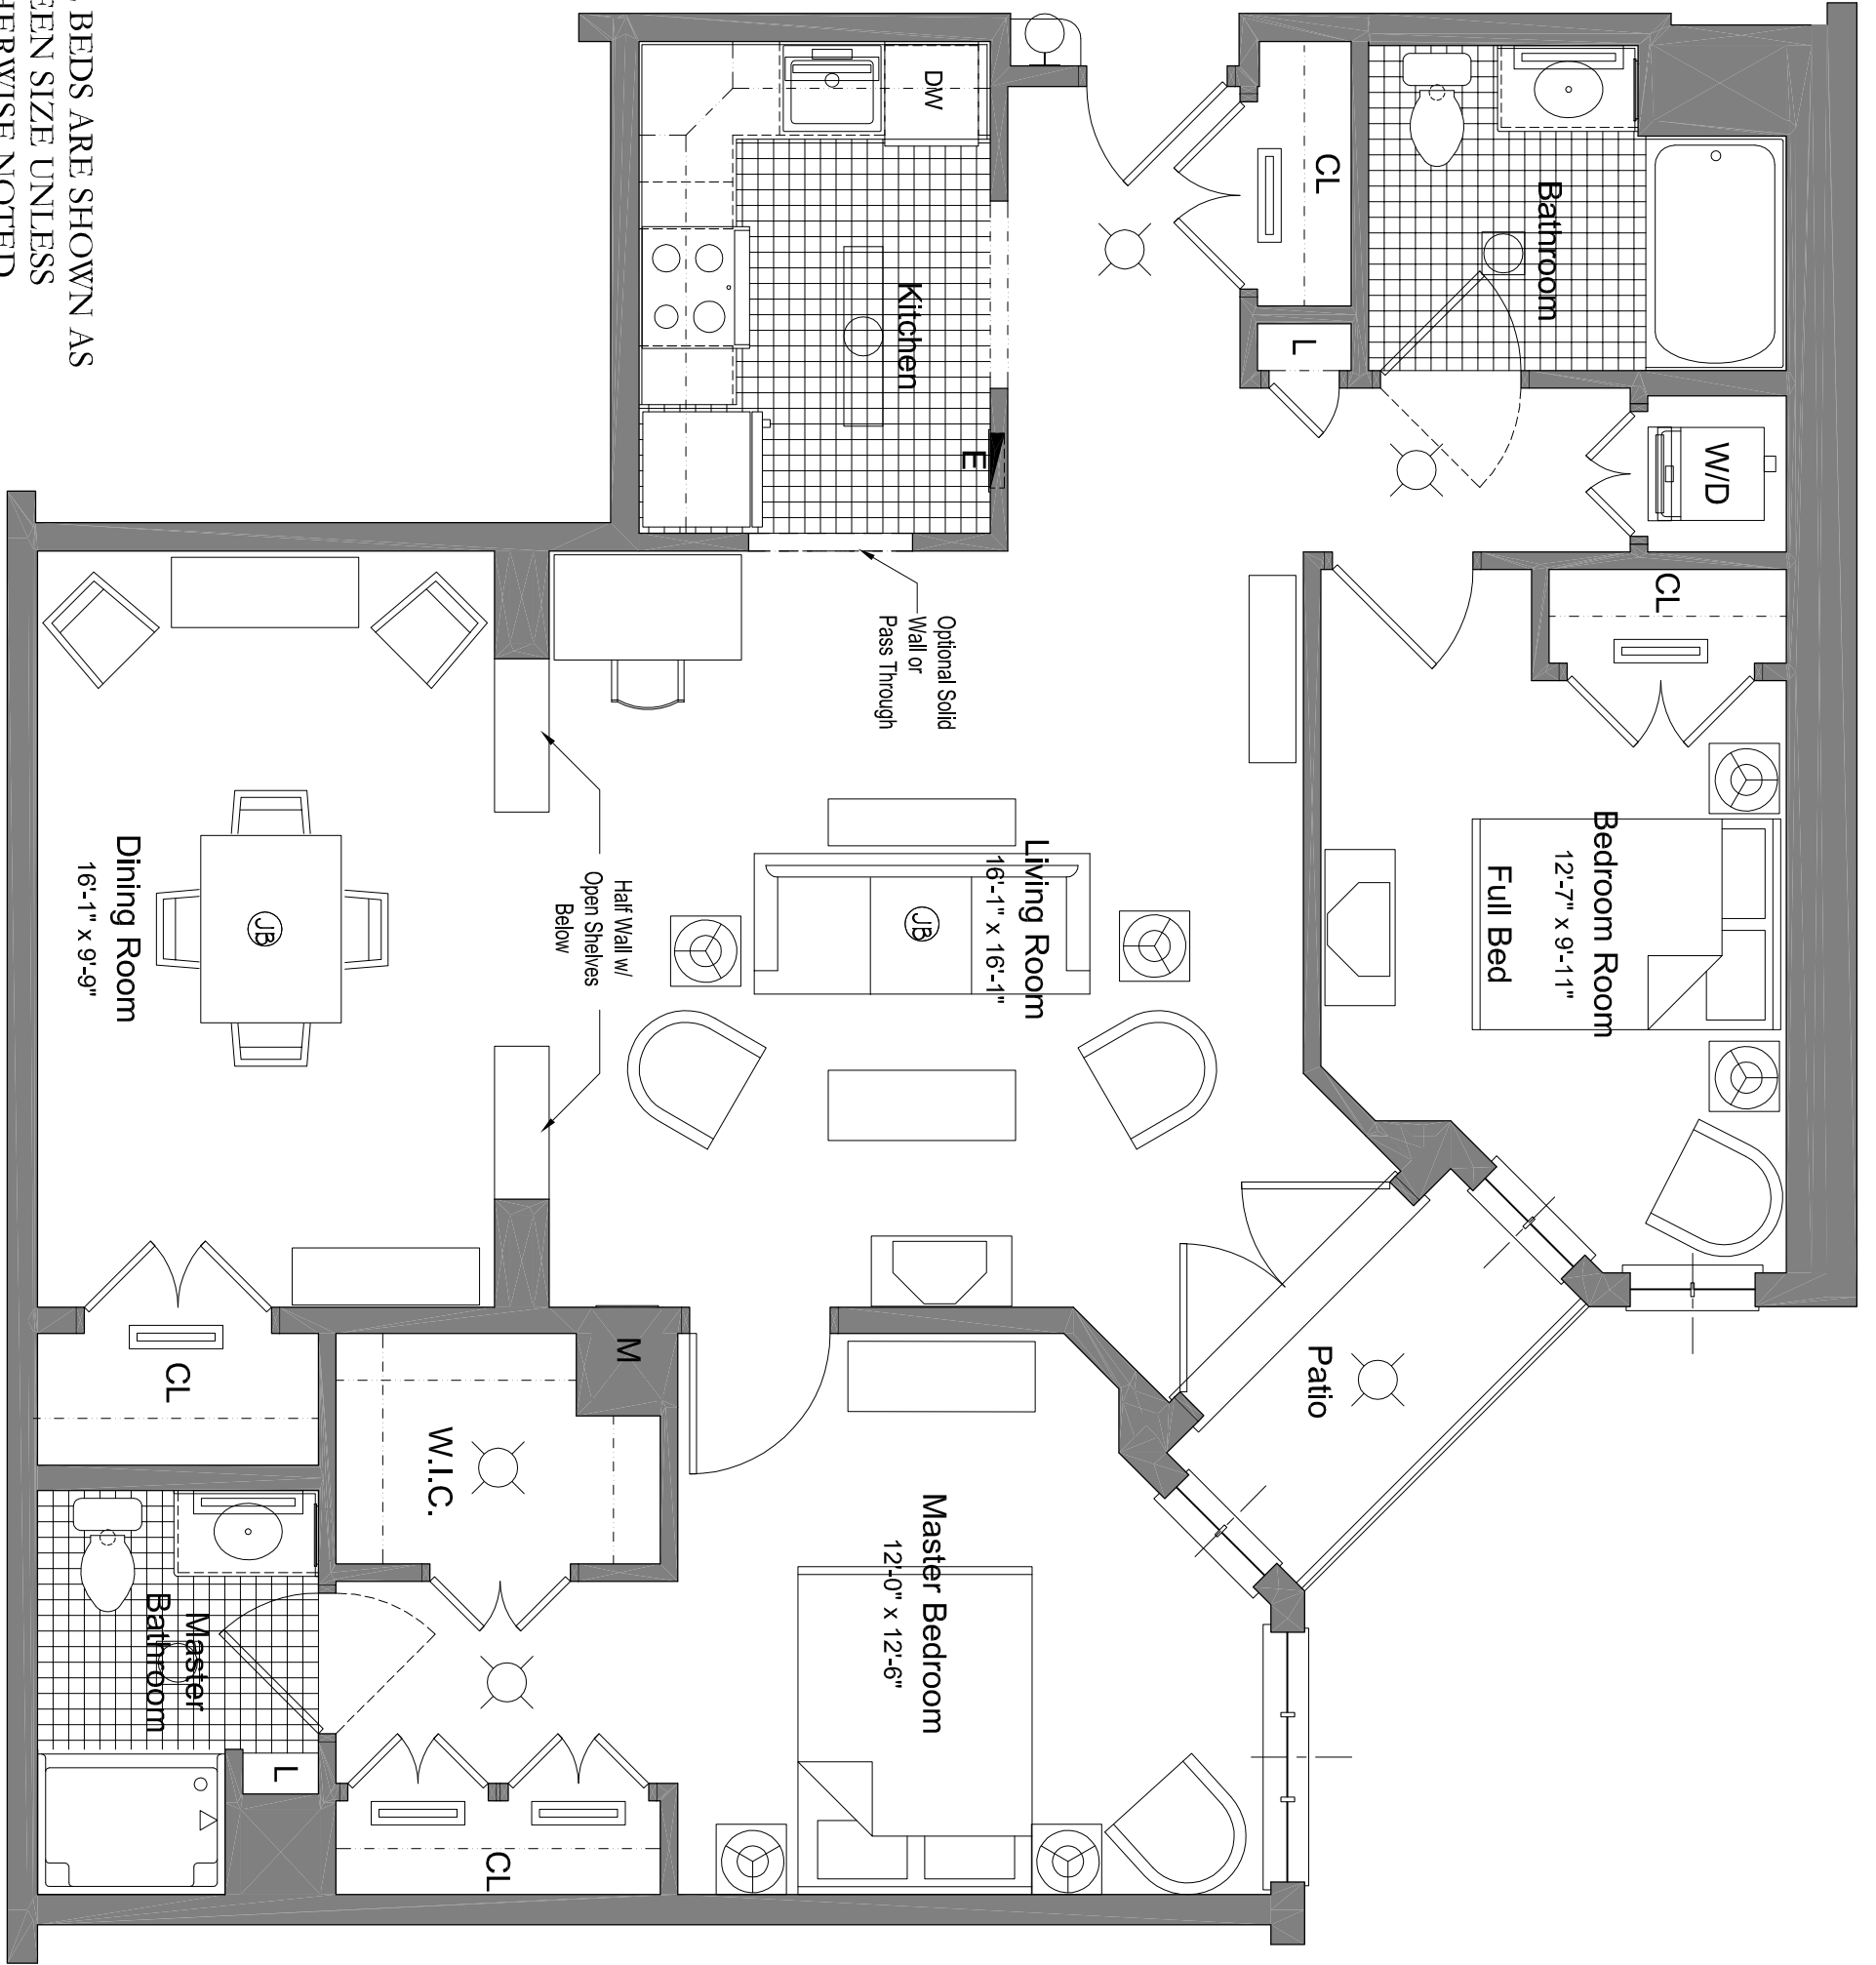 W/D
CL
Bedroom Room
12'-7" x 9'-11"
Full Bed
Bathroom
CL
L
Patio
Living Room
16'-1" x 16'-1"
JB
DW
Kitchen
E
Optional Solid
Wall or
Pass Through
Master Bedroom
12'-0" x 12'-6"
M
Half Wall w/
Open Shelves
Below
W.I.C.
CL
JB
Dining Room
16'-1" x 9'-9"
CL
L
Master
Bathroom
BEDS ARE SHOWN AS
EEN SIZE UNLESS
HERWISE NOTED